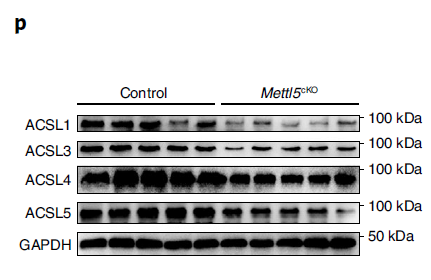 p
Control Mettl5cKO
ACSL1 100 kDa
ACSL3 100 kDa
ACSL4 100 kDa
ACSL5 100 kDa
GAPDH 50 kDa